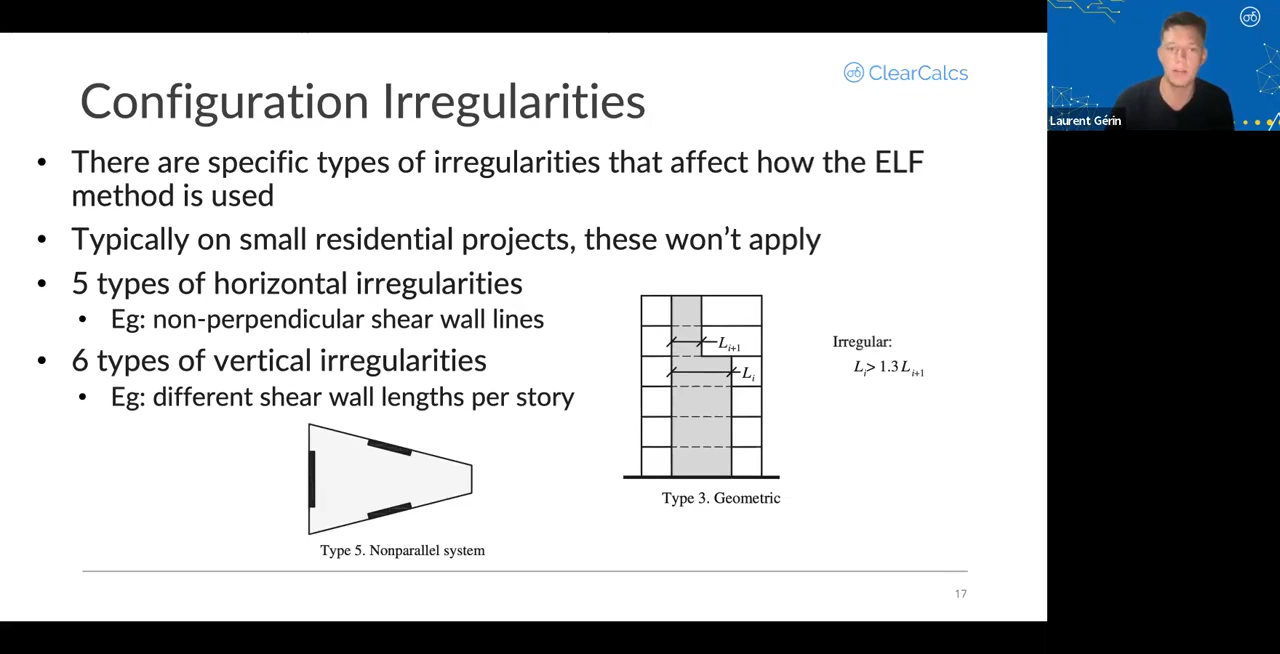 ClearCalcs
Configuration Irregularities
• There are specific types of irregularities that affect how the ELF
method is used
• Typically on small residential projects, these won’t apply
• 5 types of horizontal irregularities
• Eg: non-perpendicular shear wall lines
• 6 types of vertical irregularities
• Eg: different shear wall lengths per story
Lᵢ₊₁
Lᵢ
Irregular:
Lᵢ> 1.3 Lᵢ₊₁
Type 3. Geometric
Type 5. Nonparallel system
17
Laurent Gérin